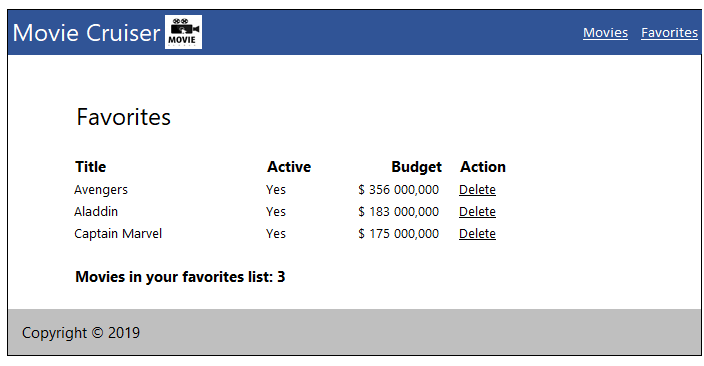 Movie Cruiser MOVIE Movies Favorites
Favorites
Title Active Budget Action
Avengers Yes $ 356 000,000 Delete
Aladdin Yes $ 183 000,000 Delete
Captain Marvel Yes $ 175 000,000 Delete
Movies in your favorites list: 3
Copyright © 2019